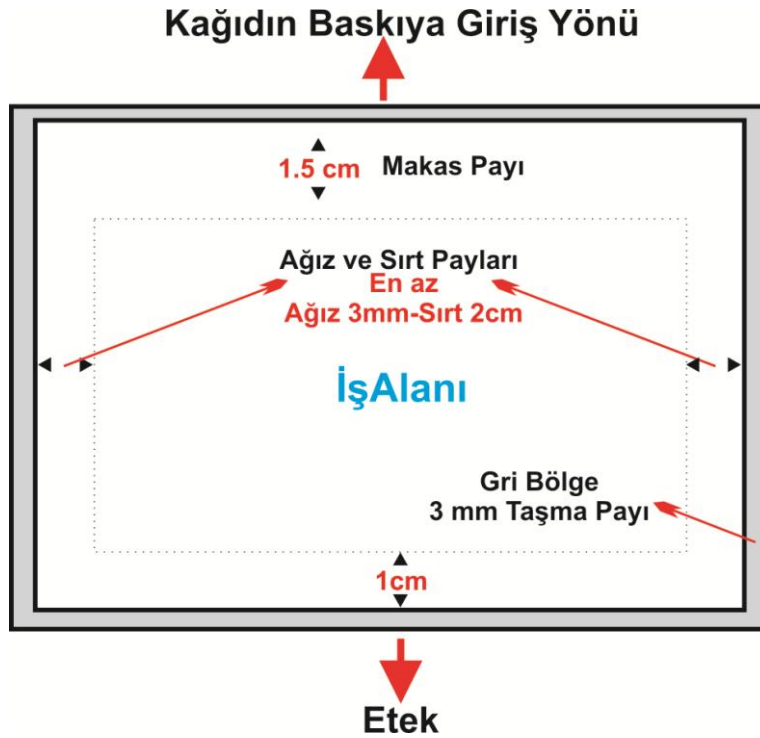 Kağıdın Baskıya Giriş Yönü
1.5 cm Makas Payı
Ağız ve Sırt Payları
En az
Ağız 3mm-Sırt 2cm
İşAlanı
Gri Bölge
3 mm Taşma Payı
1cm
Etek